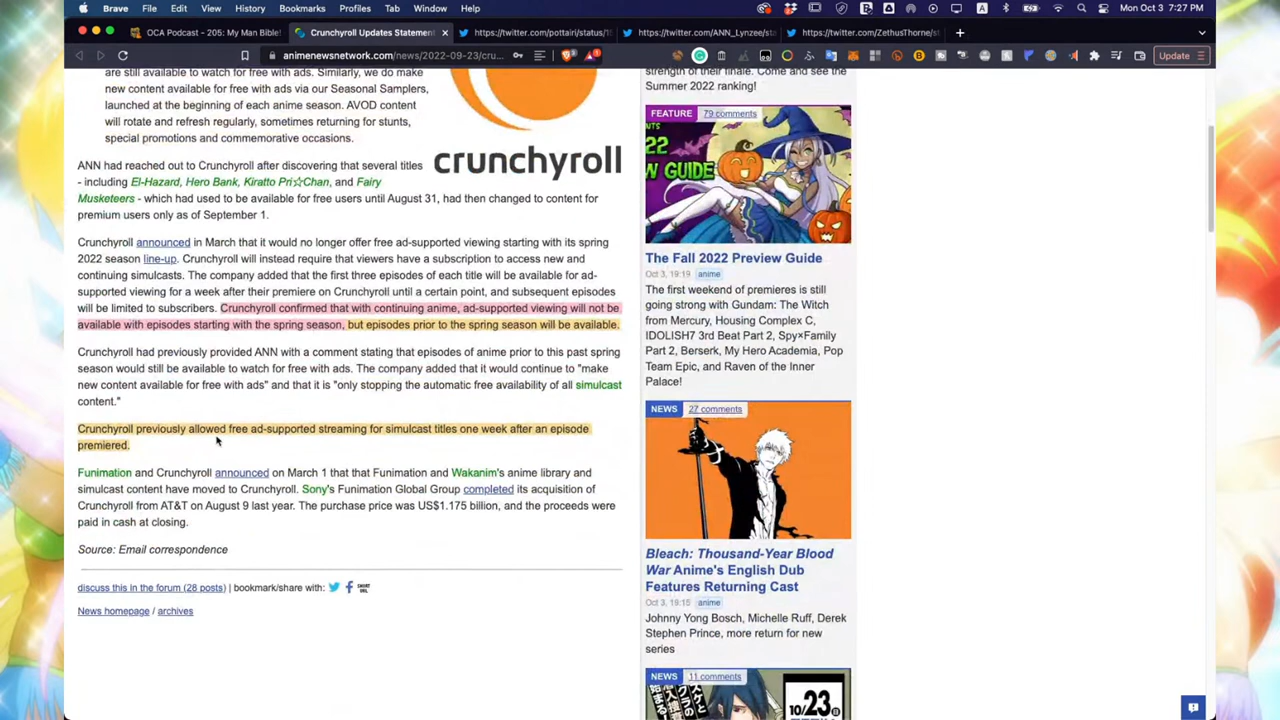 Brave File Edit View History Bookmarks Profiles Tab Window Help
Mon Oct 3 7:27 PM
OCA Podcast - 205: My Man Bible!
Crunchyroll Updates Statement
https://twitter.com/pottairi/status/1
https://twitter.com/ANN_Lynzee/sta
https://twitter.com/ZethusThorne/st
animenewsnetwork.com/news/2022-09-23/cru...
Update
are still available to watch for free with ads. Similarly, we do make
new content available for free with ads via our Seasonal Samplers,
launched at the beginning of each anime season. AVOD content
will rotate and refresh regularly, sometimes returning for stunts,
special promotions and commemorative occasions.
crunchyroll
ANN had reached out to Crunchyroll after discovering that several titles
- including El-Hazard, Hero Bank, Kiratto Pri☆Chan, and Fairy
Musketeers - which had used to be available for free users until August 31, had then changed to content for
premium users only as of September 1.
Crunchyroll announced in March that it would no longer offer free ad-supported viewing starting with its spring
2022 season line-up. Crunchyroll will instead require that viewers have a subscription to access new and
continuing simulcasts. The company added that the first three episodes of each title will be available for ad-
supported viewing for a week after their premiere on Crunchyroll until a certain point, and subsequent episodes
will be limited to subscribers. Crunchyroll confirmed that with continuing anime, ad-supported viewing will not be
available with episodes starting with the spring season, but episodes prior to the spring season will be available.
Crunchyroll had previously provided ANN with a comment stating that episodes of anime prior to this past spring
season would still be available to watch for free with ads. The company added that it would continue to "make
new content available for free with ads" and that it is "only stopping the automatic free availability of all simulcast
content."
Crunchyroll previously allowed free ad-supported streaming for simulcast titles one week after an episode
premiered.
Funimation and Crunchyroll announced on March 1 that that Funimation and Wakanim's anime library and
simulcast content have moved to Crunchyroll. Sony's Funimation Global Group completed its acquisition of
Crunchyroll from AT&T on August 9 last year. The purchase price was US$1.175 billion, and the proceeds were
paid in cash at closing.
Source: Email correspondence
discuss this in the forum (28 posts) | bookmark/share with: SHORT URL
News homepage / archives
strength of their finale. Come and see the
Summer 2022 ranking!
FEATURE 79 comments
22
W GUIDE
The Fall 2022 Preview Guide
Oct 3, 19:19 anime
The first weekend of premieres is still
going strong with Gundam: The Witch
from Mercury, Housing Complex C,
IDOLISH7 3rd Beat Part 2, Spy×Family
Part 2, Berserk, My Hero Academia, Pop
Team Epic, and Raven of the Inner
Palace!
NEWS 27 comments
Bleach: Thousand-Year Blood
War Anime's English Dub
Features Returning Cast
Oct 3, 19:15 anime
Johnny Yong Bosch, Michelle Ruff, Derek
Stephen Prince, more return for new
series
NEWS 11 comments
10/23